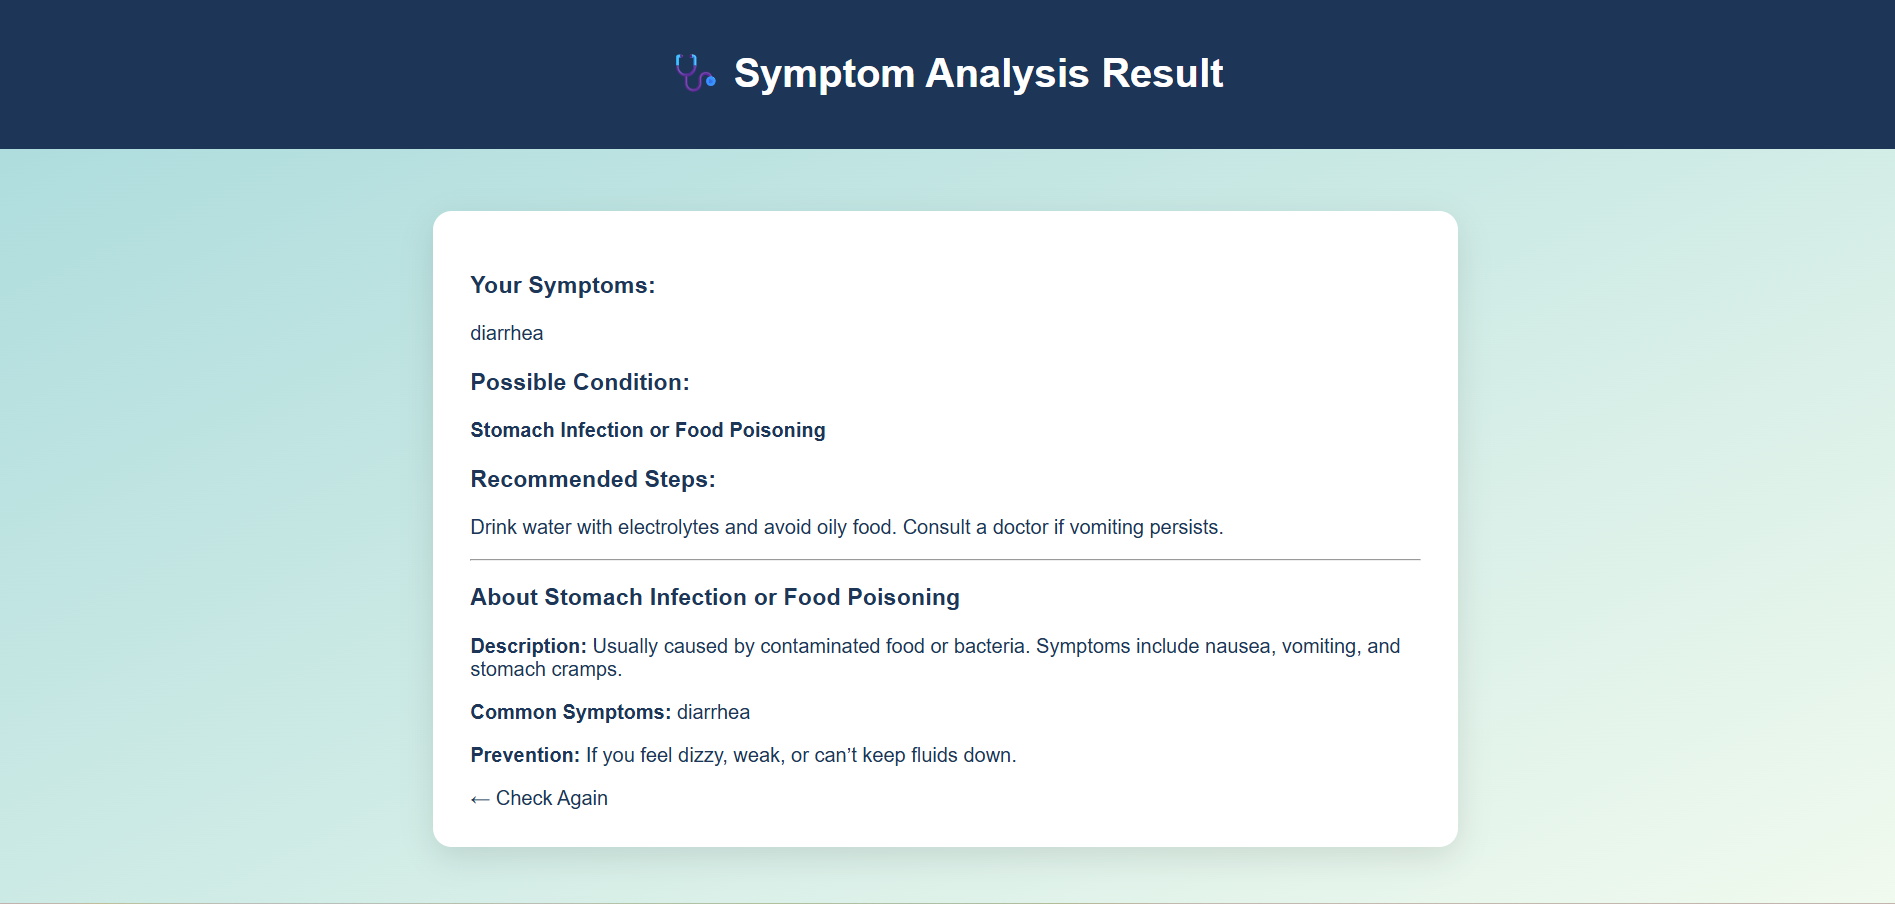 Symptom Analysis Result
Your Symptoms:
diarrhea
Possible Condition:
Stomach Infection or Food Poisoning
Recommended Steps:
Drink water with electrolytes and avoid oily food. Consult a doctor if vomiting persists.
About Stomach Infection or Food Poisoning
Description: Usually caused by contaminated food or bacteria. Symptoms include nausea, vomiting, and
stomach cramps.
Common Symptoms: diarrhea
Prevention: If you feel dizzy, weak, or can’t keep fluids down.
← Check Again